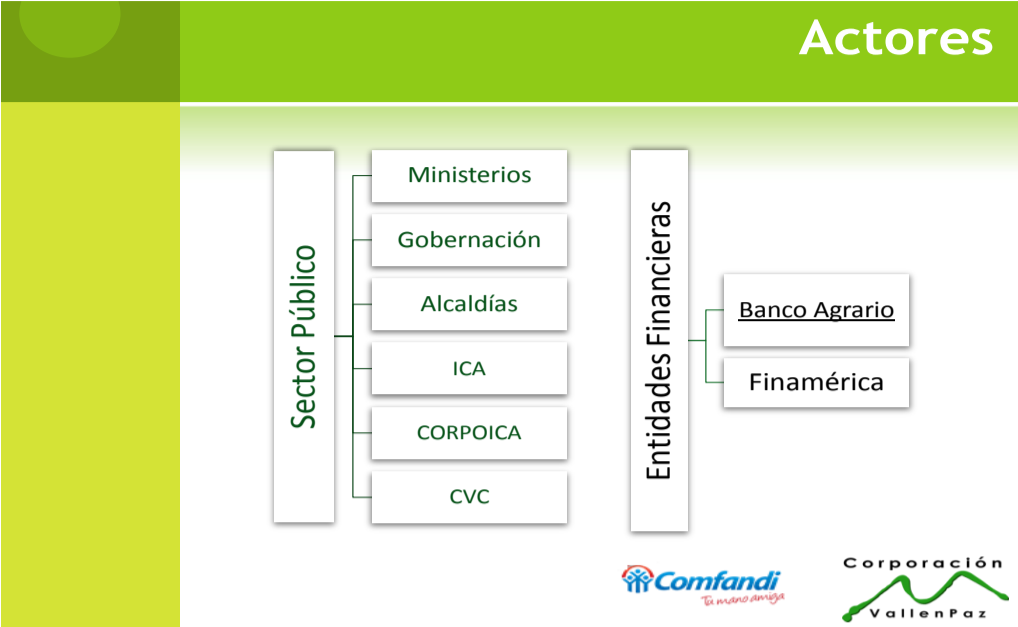 Actores
Sector Público
Ministerios
Gobernación
Alcaldías
ICA
CORPOICA
CVC
Entidades Financieras
Banco Agrario
Finamérica
Comfandi
Tu mano amiga
Corporación
VallenPaz